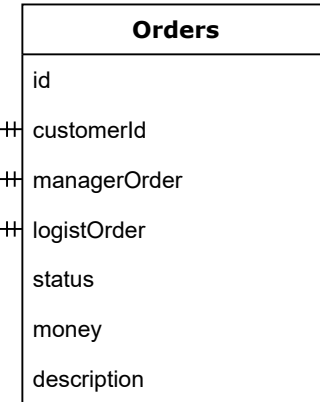 Orders
id
customerId
managerOrder
logistOrder
status
money
description